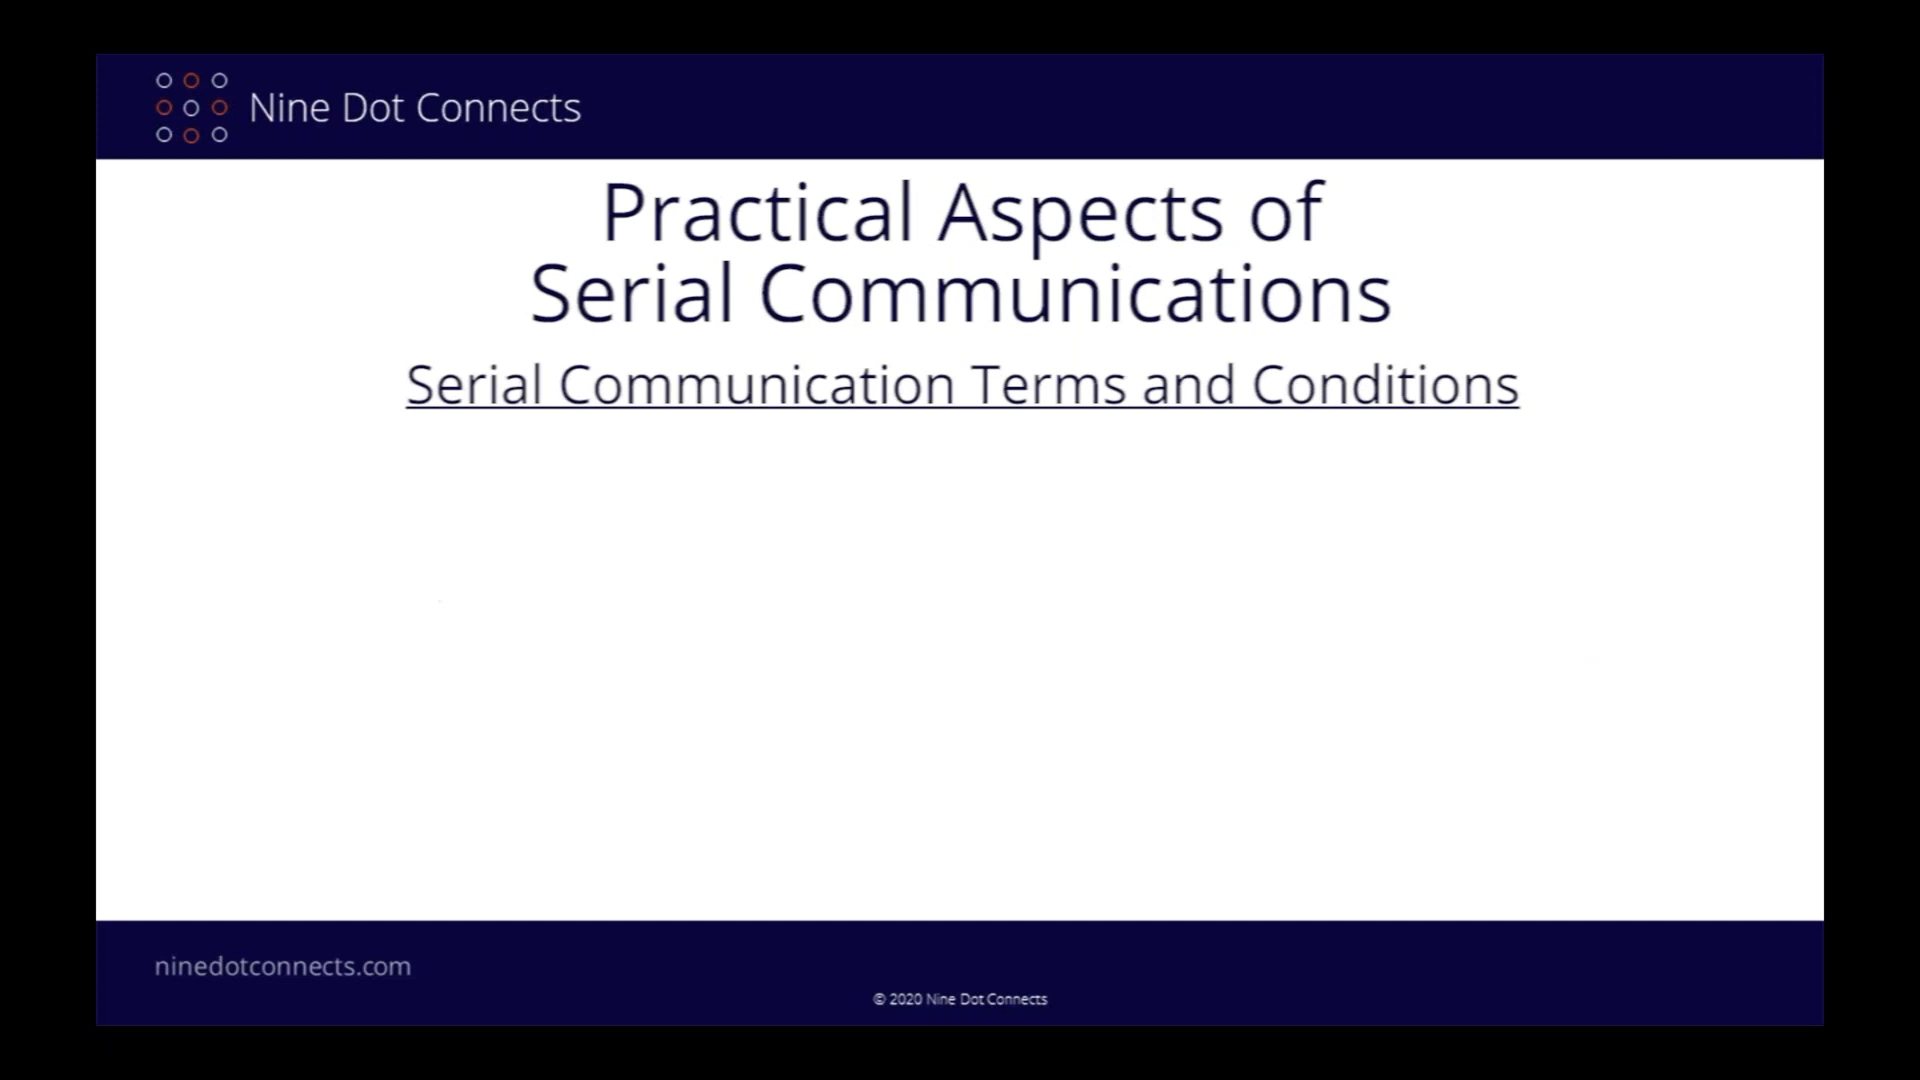 Nine Dot Connects
Practical Aspects of
Serial Communications
Serial Communication Terms and Conditions
ninedotconnects.com
© 2020 Nine Dot Connects